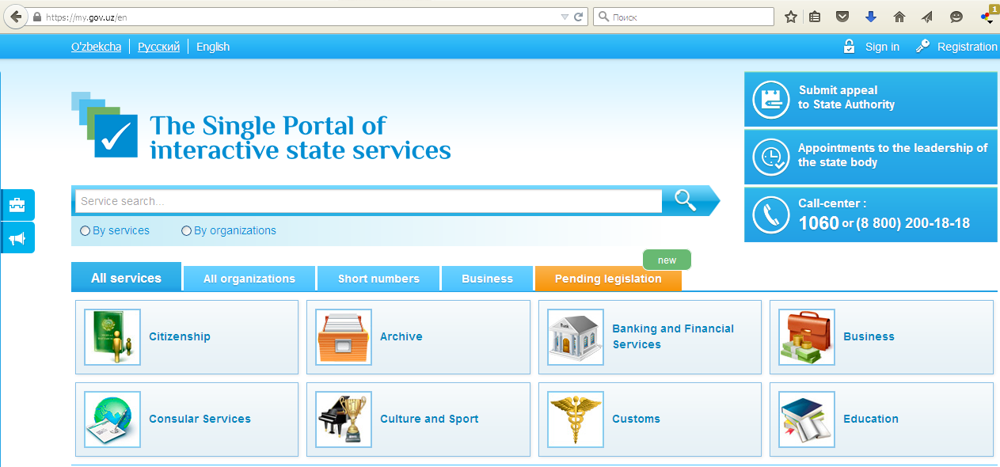 https://my.gov.uz/en
Поиск
1
O'zbekcha
Русский
English
Sign in
Registration
The Single Portal of
interactive state services
Submit appeal
to State Authority
Appointments to the leadership of
the state body
Call-center :
1060 or (8 800) 200-18-18
Service search...
By services
By organizations
new
All services
All organizations
Short numbers
Business
Pending legislation
Citizenship
Archive
Bank
Banking and Financial
Services
Business
Consular Services
Culture and Sport
Customs
Education